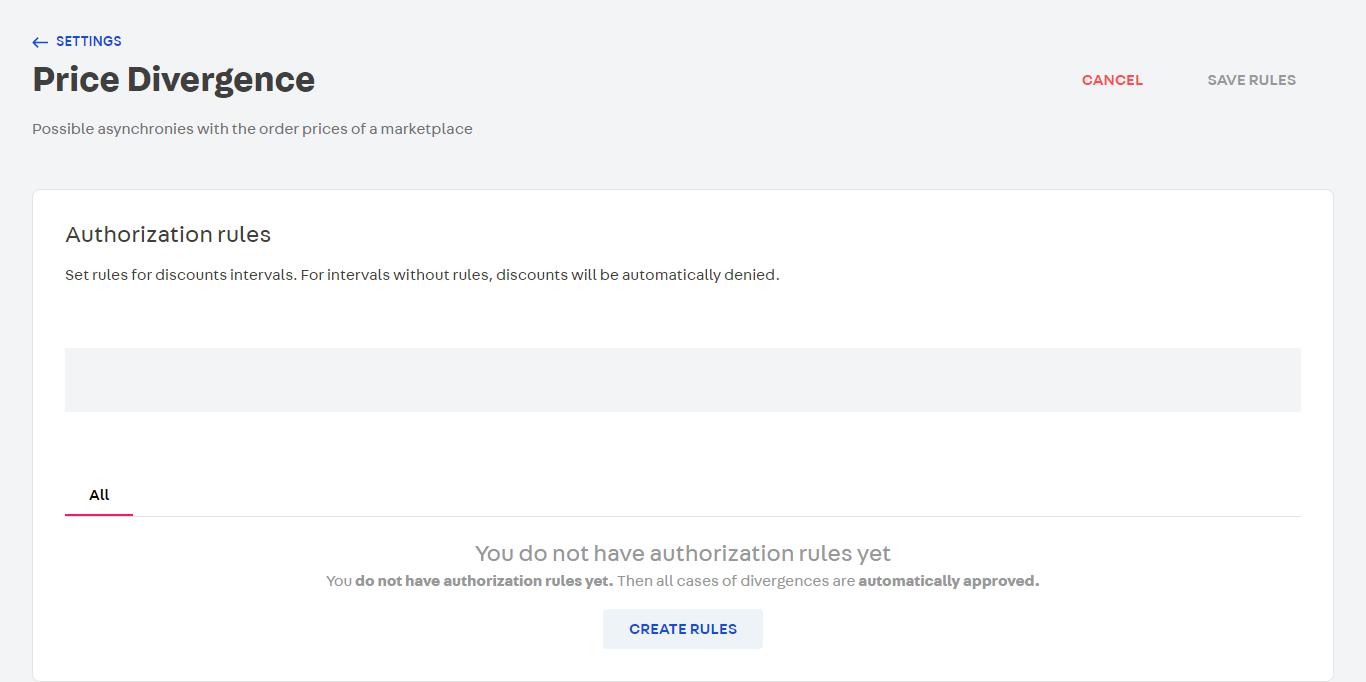 ← SETTINGS
Price Divergence
CANCEL
SAVE RULES
Possible asynchronies with the order prices of a marketplace
Authorization rules
Set rules for discounts intervals. For intervals without rules, discounts will be automatically denied.
All
You do not have authorization rules yet
You do not have authorization rules yet. Then all cases of divergences are automatically approved.
CREATE RULES